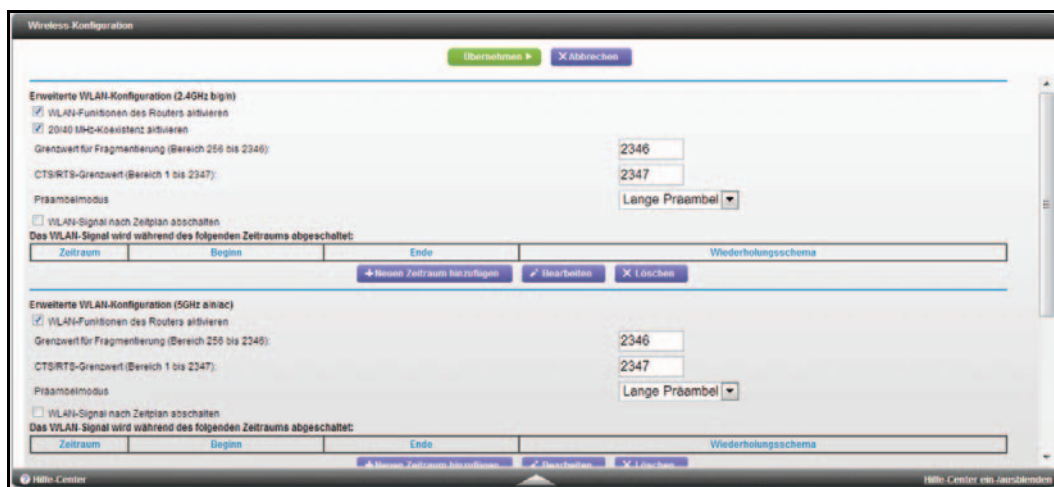 Wireless-Konfiguration
Übernehmen
Abbrechen
Erweiterte WLAN-Konfiguration (2.4GHz b/g/n)
WLAN-Funktionen des Routers aktivieren
20/40 MHz-Koexistenz aktivieren
Grenzwert für Fragmentierung (Bereich 256 bis 2346): 2346
CTS/RTS-Grenzwert (Bereich 1 bis 2347): 2347
Präambelmodus Lange Präambel
WLAN-Signal nach Zeitplan abschalten
Das WLAN-Signal wird während des folgenden Zeitraums abgeschaltet:
Zeitraum Beginn Ende Wiederholungsschema
Neuen Zeitraum hinzufügen Bearbeiten Löschen
Erweiterte WLAN-Konfiguration (5GHz a/n/ac)
WLAN-Funktionen des Routers aktivieren
Grenzwert für Fragmentierung (Bereich 256 bis 2346): 2346
CTS/RTS-Grenzwert (Bereich 1 bis 2347): 2347
Präambelmodus Lange Präambel
WLAN-Signal nach Zeitplan abschalten
Das WLAN-Signal wird während des folgenden Zeitraums abgeschaltet:
Zeitraum Beginn Ende Wiederholungsschema
Neuen Zeitraum hinzufügen Bearbeiten Löschen
Hilfe-Center Hilfe-Center ein-/ausblenden